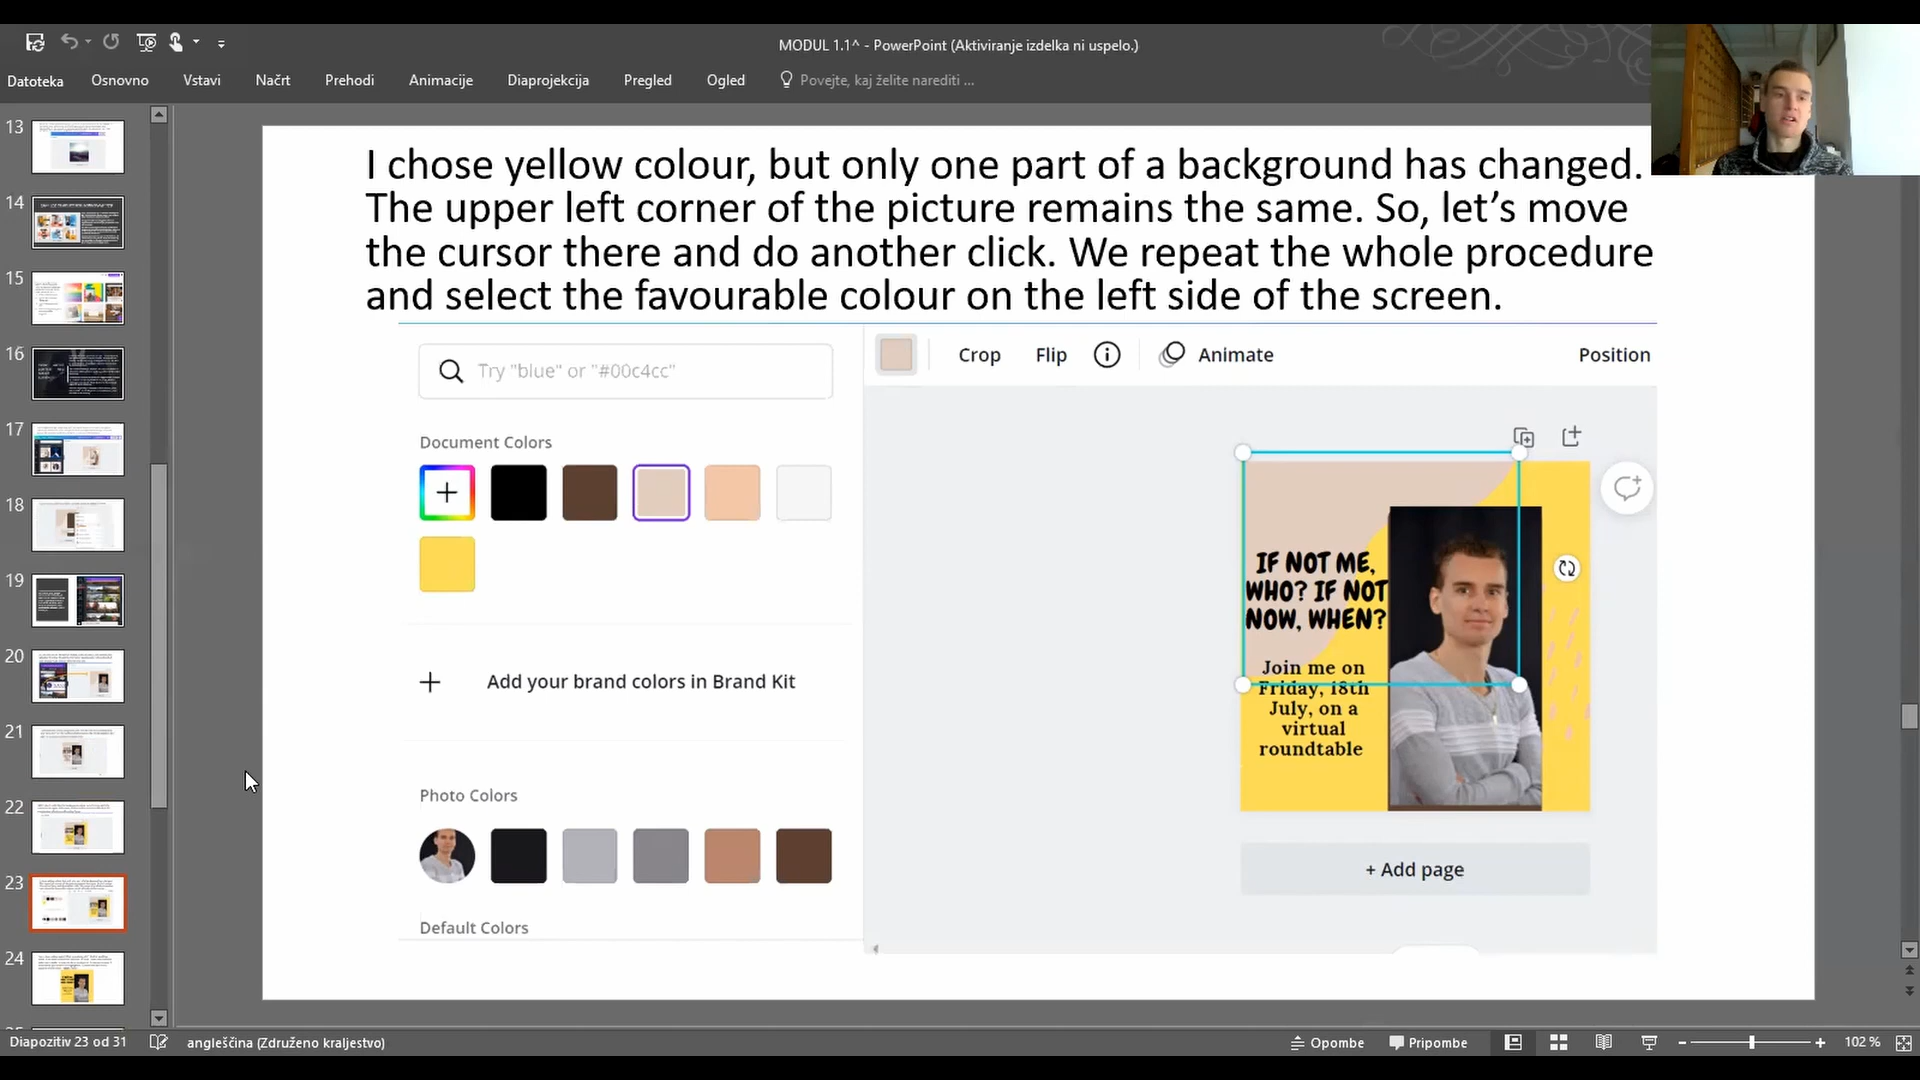 MODUL 1.1^ - PowerPoint (Aktiviranje izdelka ni uspelo.)
Datoteka Osnovno Vstavi Načrt Prehodi Animacije Diaprojekcija Pregled Ogled Povejte, kaj želite narediti ...
13
14
15
16
17
18
19
20
21
22
23
24
I chose yellow colour, but only one part of a background has changed.
The upper left corner of the picture remains the same. So, let’s move
the cursor there and do another click. We repeat the whole procedure
and select the favourable colour on the left side of the screen.
Try "blue" or "#00c4cc"
Crop Flip Animate Position
Document Colors
Add your brand colors in Brand Kit
Photo Colors
Default Colors
IF NOT ME,
WHO? IF NOT
NOW, WHEN?
Join me on
Friday, 18th
July, on a
virtual
roundtable
+ Add page
Diapozitiv 23 od 31 angleščina (Združeno kraljestvo) Opombe Pripombe 102 %